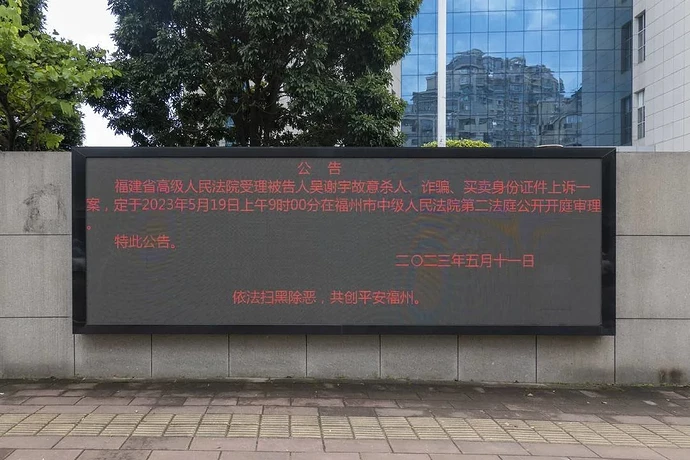 公 告
福建省高级人民法院受理被告人吴谢宇故意杀人、诈骗、买卖身份证件上诉一
案，定于2023年5月19日上午9时00分在福州市中级人民法院第二法庭公开开庭审理
。
特此公告。
二〇二三年五月十一日
依法扫黑除恶，共创平安福州。